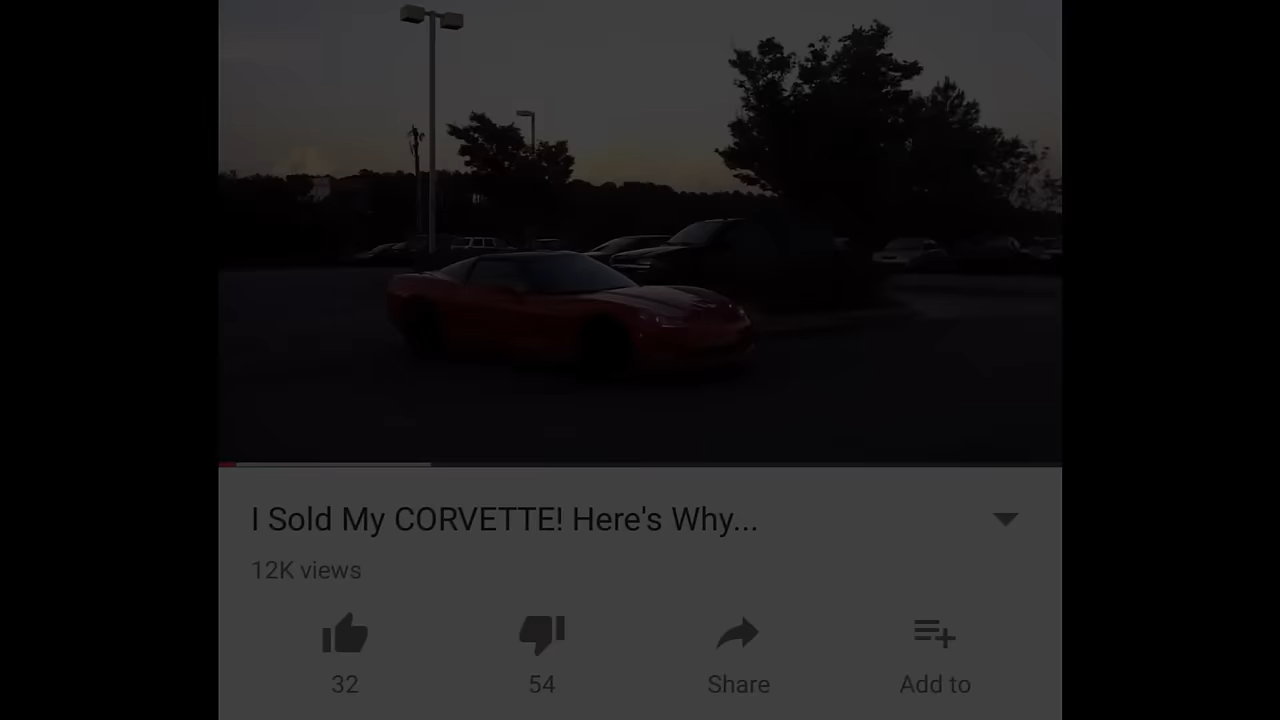 I Sold My CORVETTE! Here's Why...
12K views
32
54
Share
Add to